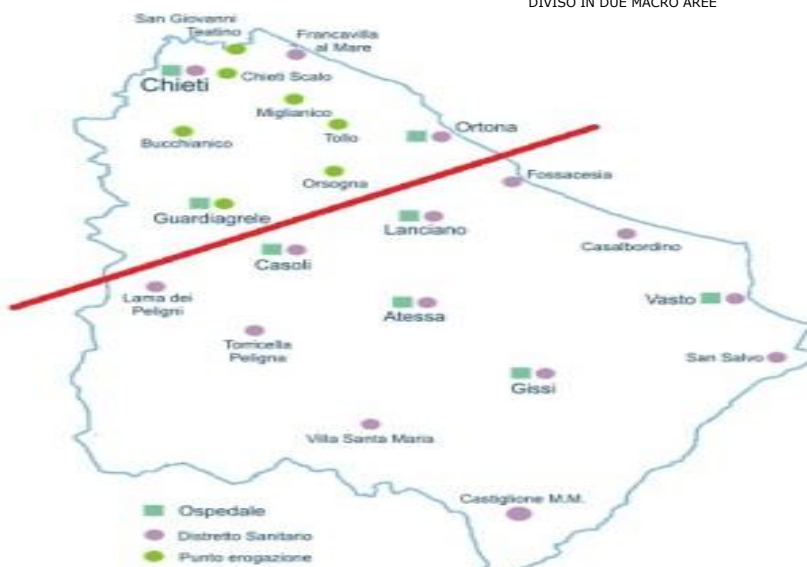 DIVISO IN DUE MACRO AREE
San Giovanni
Teatino
Francavilla
al Mare
Chieti
Chieti Scalo
Miglianico
Bucchianico
Tollo
Ortona
Orsogna
Fossacesia
Guardiagrele
Lanciano
Casalbordino
Casoli
Lama dei
Peligni
Atessa
Vasto
Torricella
Peligna
San Salvo
Gissi
Villa Santa Maria
Castiglione M.M.
Ospedale
Distretto Sanitario
Punto erogazione